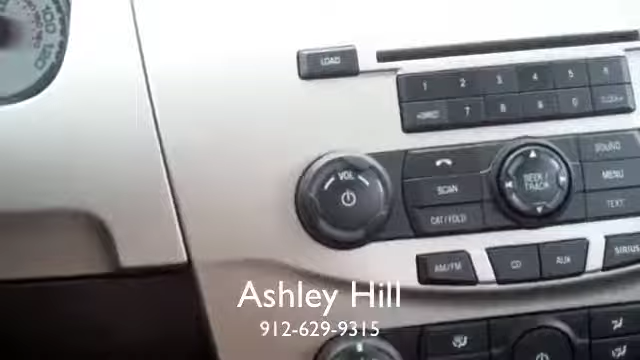 LOAD
1 2 3 4 5 6
7 8 9 0
VOL
SCAN
CAT/FOLD
SEEK/
TRACK
SOUND
MENU
TEXT
AM/FM
CD
AUX
SIRIUS
Ashley Hill
912-629-9315